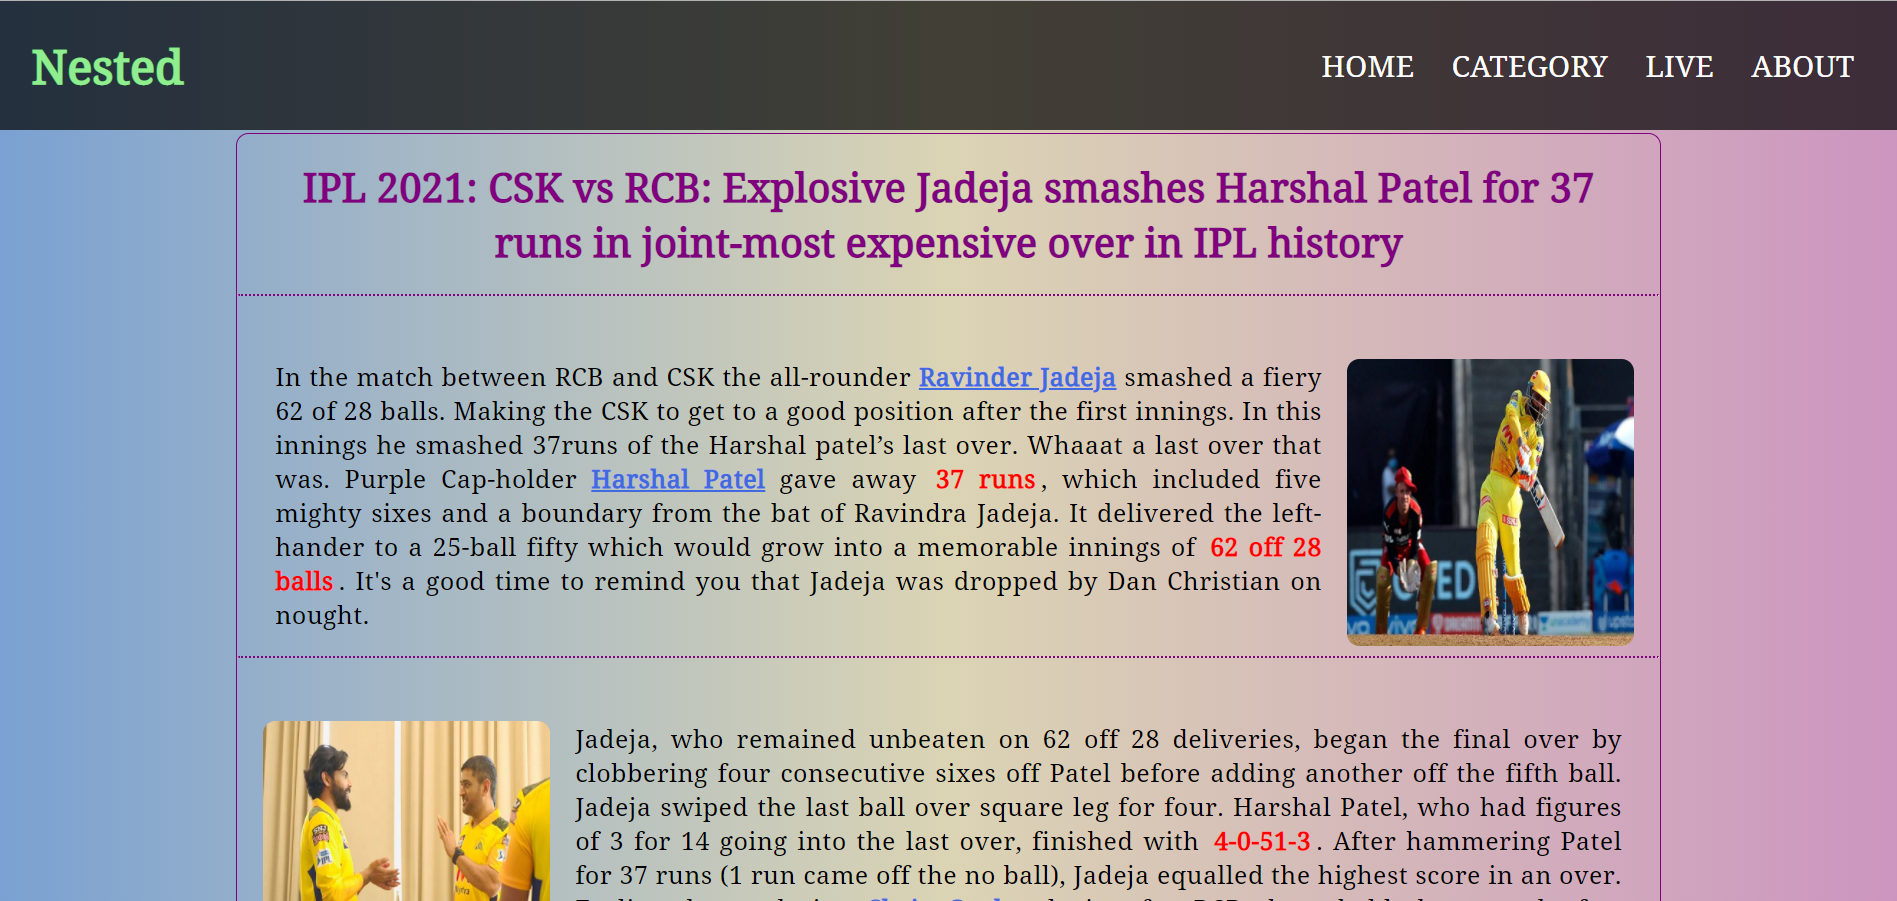 Nested
HOME CATEGORY LIVE ABOUT
IPL 2021: CSK vs RCB: Explosive Jadeja smashes Harshal Patel for 37
runs in joint-most expensive over in IPL history
In the match between RCB and CSK the all-rounder Ravinder Jadeja smashed a fiery
62 of 28 balls. Making the CSK to get to a good position after the first innings. In this
innings he smashed 37runs of the Harshal patel’s last over. Whaaat a last over that
was. Purple Cap-holder Harshal Patel gave away 37 runs, which included five
mighty sixes and a boundary from the bat of Ravindra Jadeja. It delivered the left-
hander to a 25-ball fifty which would grow into a memorable innings of 62 off 28
balls. It's a good time to remind you that Jadeja was dropped by Dan Christian on
nought.
Jadeja, who remained unbeaten on 62 off 28 deliveries, began the final over by
clobbering four consecutive sixes off Patel before adding another off the fifth ball.
Jadeja swiped the last ball over square leg for four. Harshal Patel, who had figures
of 3 for 14 going into the last over, finished with 4-0-51-3. After hammering Patel
for 37 runs (1 run came off the no ball), Jadeja equalled the highest score in an over.